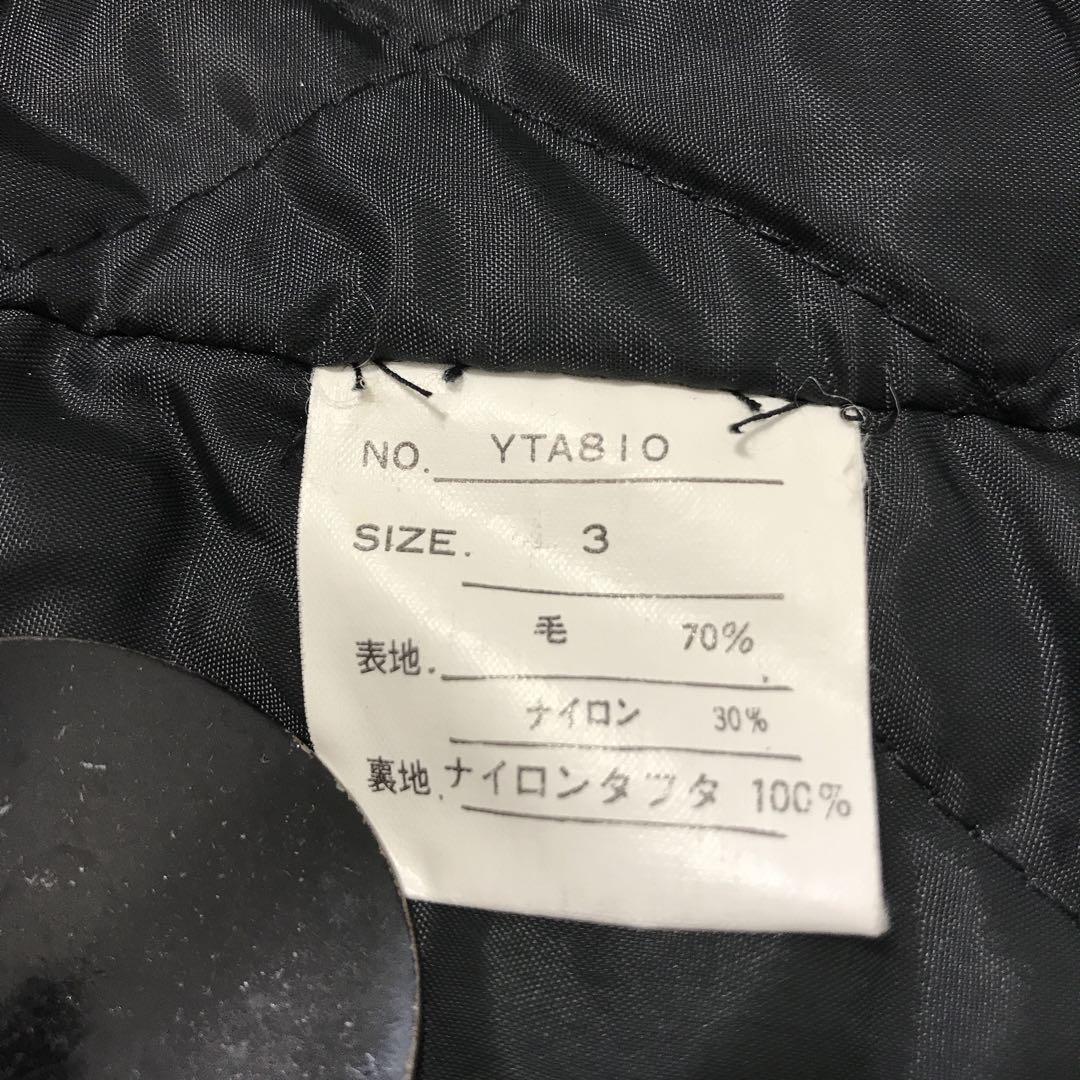 NO. YTA810
SIZE. 3
表地. 毛 70%
ナイロン 30%
裏地. ナイロンタフタ 100%